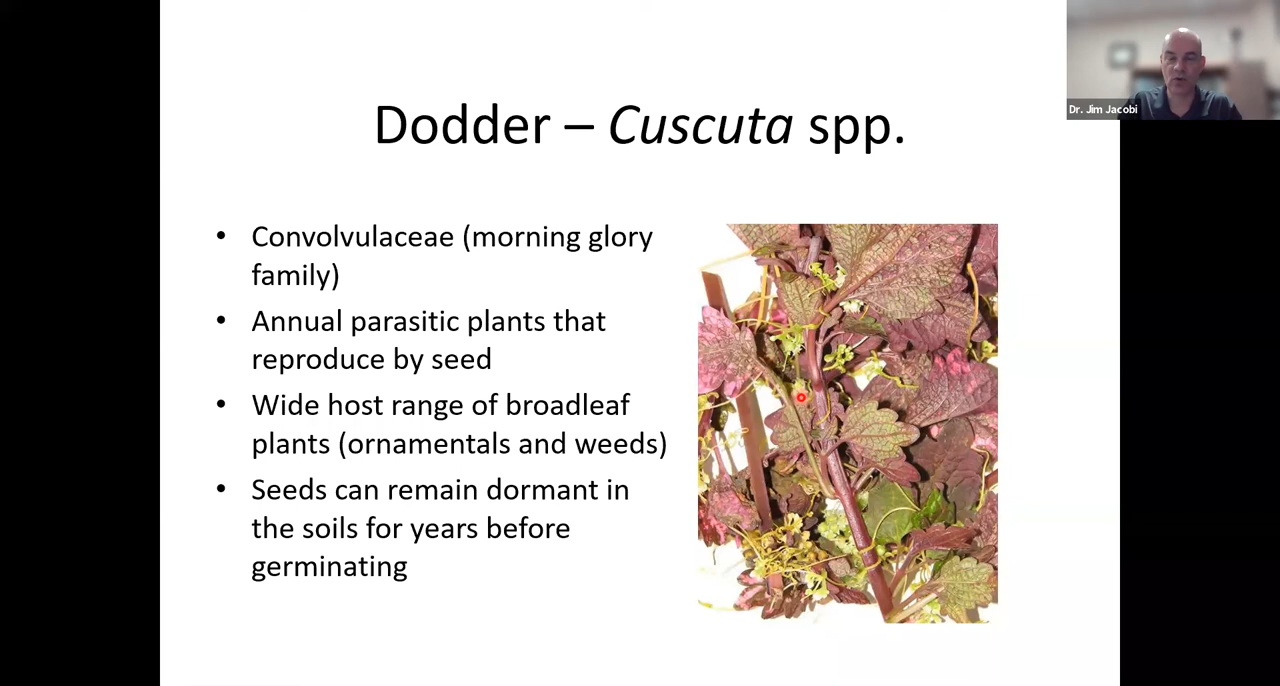 Dr. Jim Jacobi
Dodder – Cuscuta spp.
• Convolvulaceae (morning glory
family)
• Annual parasitic plants that
reproduce by seed
• Wide host range of broadleaf
plants (ornamentals and weeds)
• Seeds can remain dormant in
the soils for years before
germinating